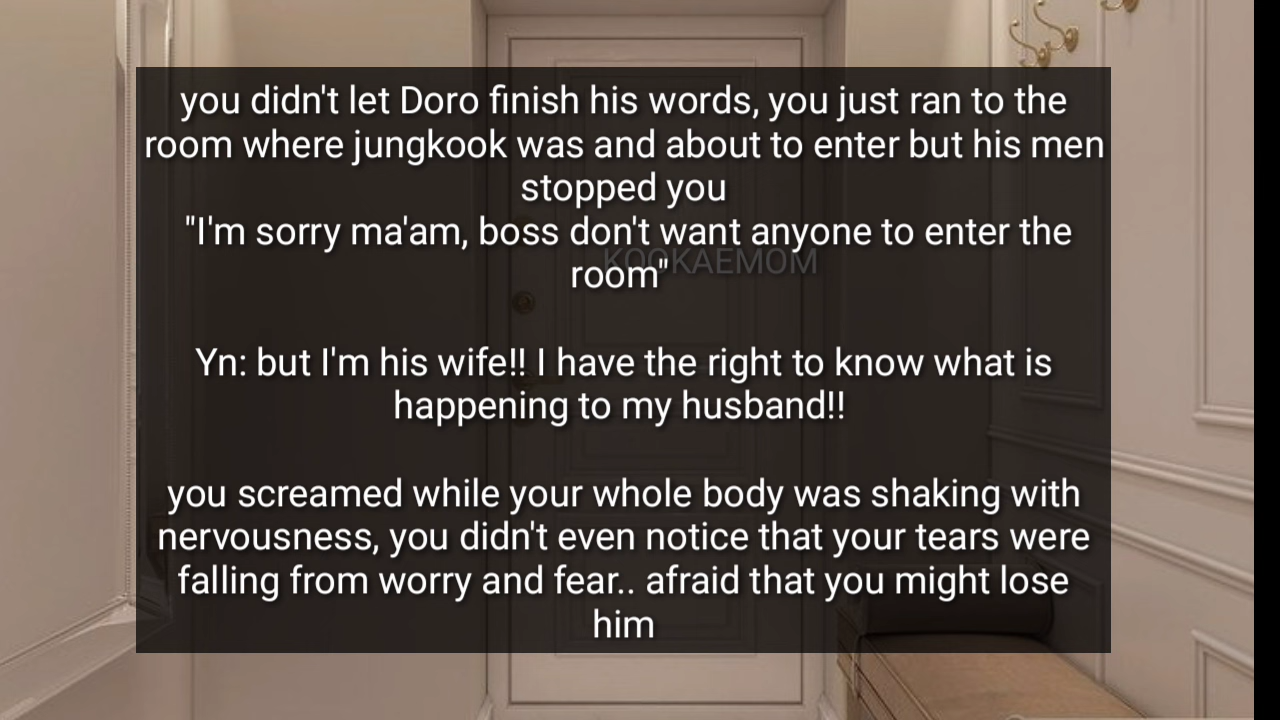 you didn't let Doro finish his words, you just ran to the
room where jungkook was and about to enter but his men
stopped you
"I'm sorry ma'am, boss don't want anyone to enter the
room"
KOOKAEMOM
Yn: but I'm his wife!! I have the right to know what is
happening to my husband!!
you screamed while your whole body was shaking with
nervousness, you didn't even notice that your tears were
falling from worry and fear.. afraid that you might lose
him